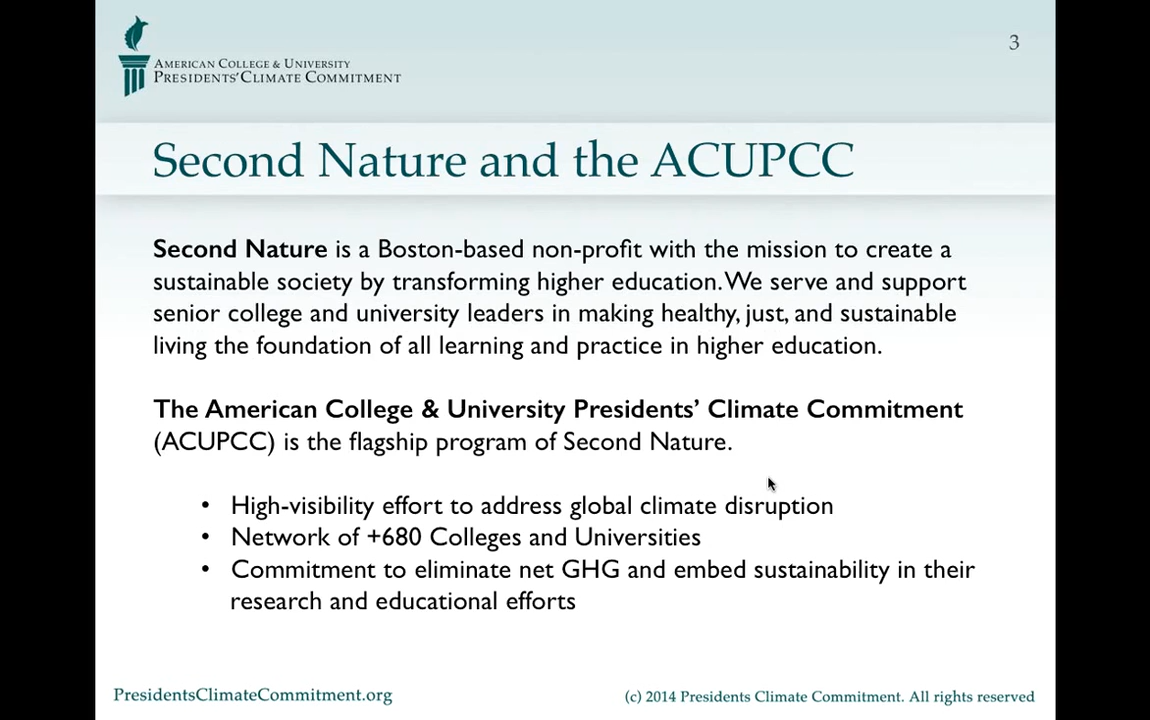 AMERICAN COLLEGE & UNIVERSITY
PRESIDENTS' CLIMATE COMMITMENT
3
Second Nature and the ACUPCC
Second Nature is a Boston-based non-profit with the mission to create a
sustainable society by transforming higher education. We serve and support
senior college and university leaders in making healthy, just, and sustainable
living the foundation of all learning and practice in higher education.
The American College & University Presidents' Climate Commitment
(ACUPCC) is the flagship program of Second Nature.
• High-visibility effort to address global climate disruption
• Network of +680 Colleges and Universities
• Commitment to eliminate net GHG and embed sustainability in their
research and educational efforts
PresidentsClimateCommitment.org
(c) 2014 Presidents Climate Commitment. All rights reserved